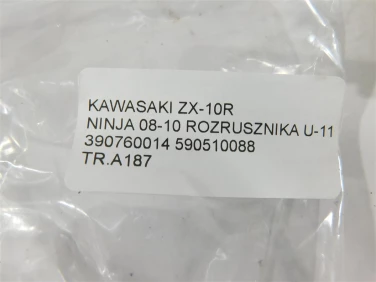 KAWASAKI ZX-10R
NINJA 08-10 ROZRUSZNIKA U-11
390760014 590510088
TR.A187